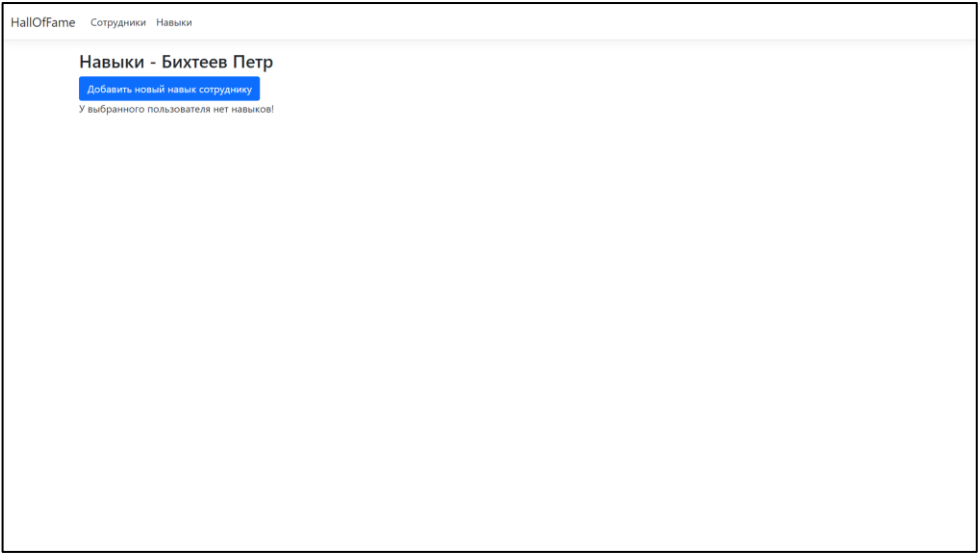 HallOfFame Сотрудники Навыки
Навыки - Бихтеев Петр
Добавить новый навык сотруднику
У выбранного пользователя нет навыков!